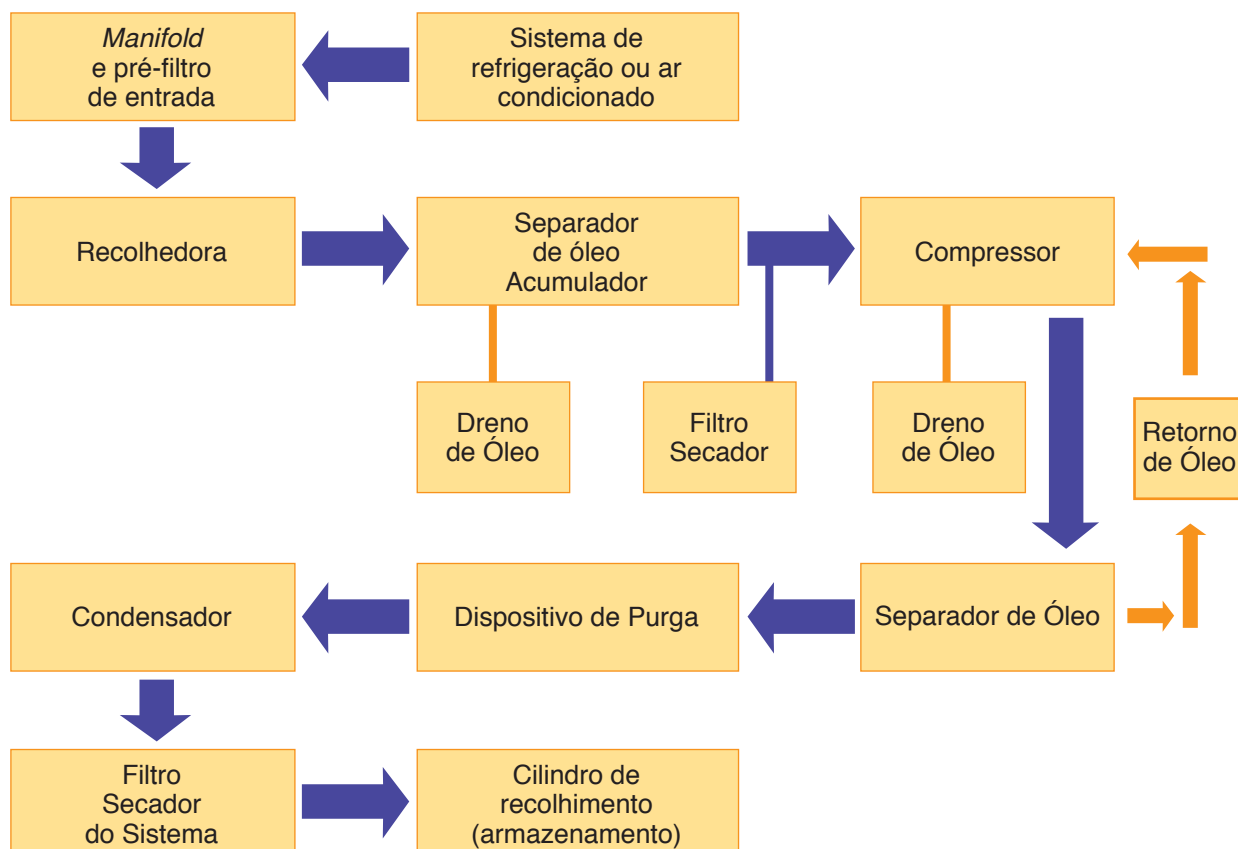 Manifold
e pré-filtro
de entrada
Sistema de
refrigeração ou ar
condicionado
Recolhedora
Separador
de óleo
Acumulador
Compressor
Dreno
de Óleo
Filtro
Secador
Dreno
de Óleo
Retorno
de Óleo
Condensador
Dispositivo de Purga
Separador de Óleo
Filtro
Secador
do Sistema
Cilindro de
recolhimento
(armazenamento)